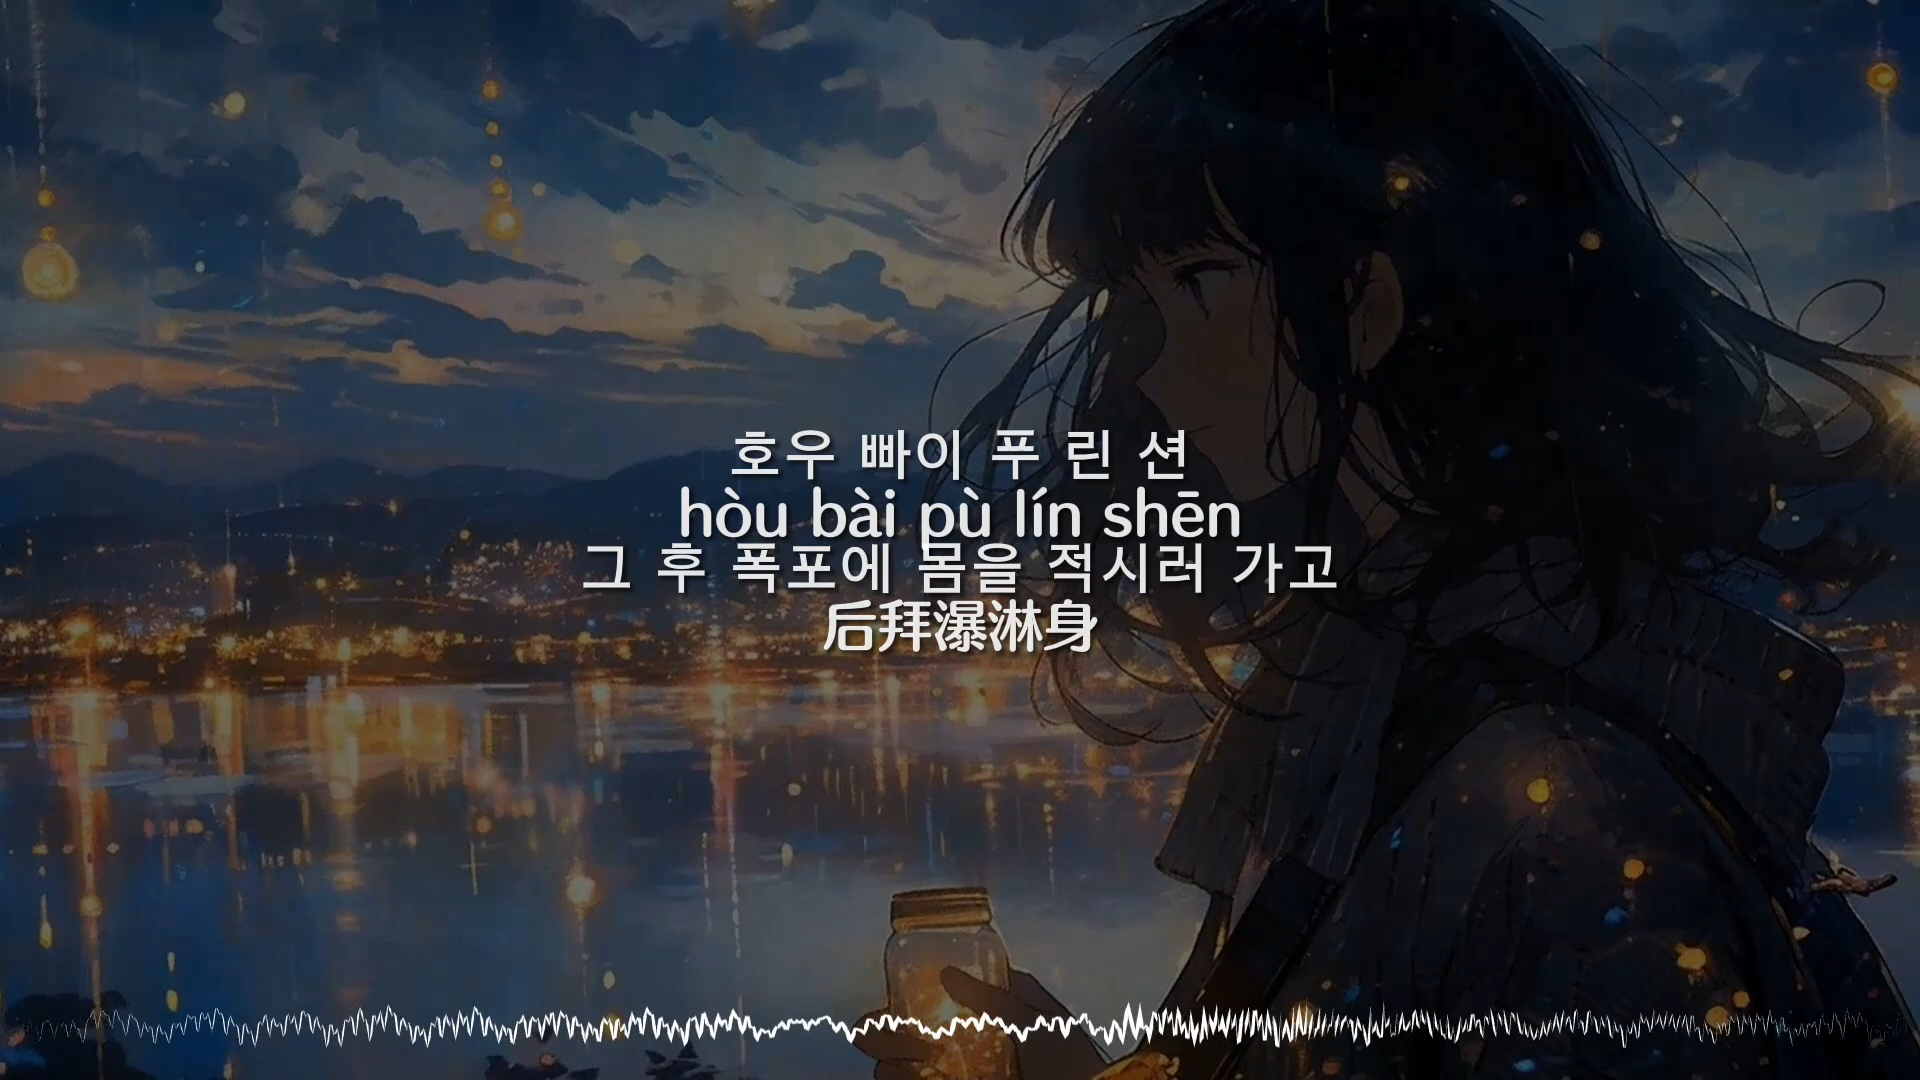 호우 빠이 푸 린 션
hòu bài pù lín shēn
그 후 폭포에 몸을 적시러 가고
后拜瀑淋身